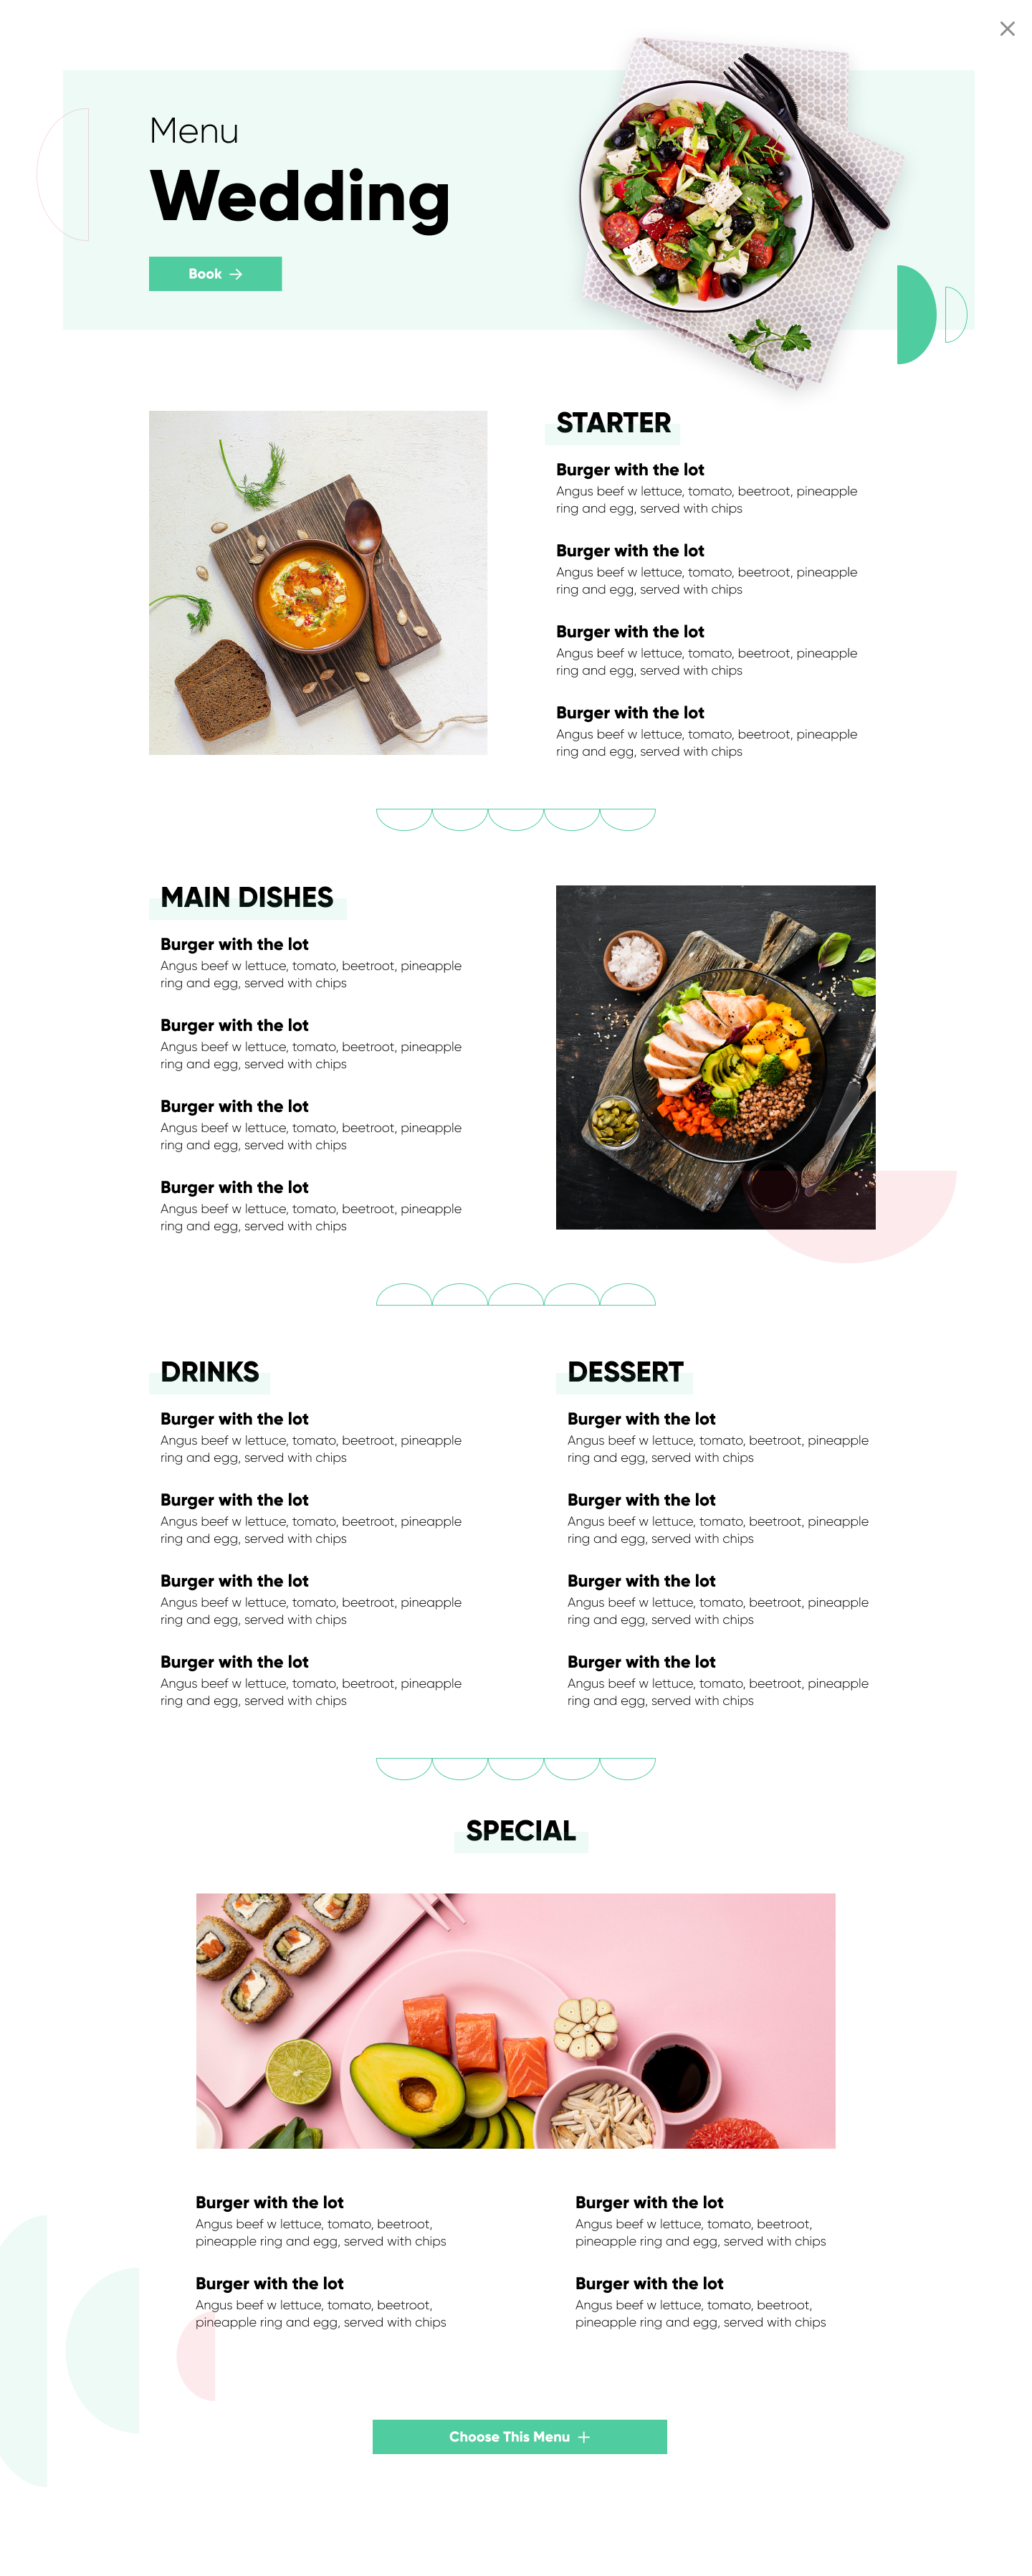 Menu
Wedding
Book
STARTER
Burger with the lot
Angus beef w lettuce, tomato, beetroot, pineapple
ring and egg, served with chips
Burger with the lot
Angus beef w lettuce, tomato, beetroot, pineapple
ring and egg, served with chips
Burger with the lot
Angus beef w lettuce, tomato, beetroot, pineapple
ring and egg, served with chips
Burger with the lot
Angus beef w lettuce, tomato, beetroot, pineapple
ring and egg, served with chips
MAIN DISHES
Burger with the lot
Angus beef w lettuce, tomato, beetroot, pineapple
ring and egg, served with chips
Burger with the lot
Angus beef w lettuce, tomato, beetroot, pineapple
ring and egg, served with chips
Burger with the lot
Angus beef w lettuce, tomato, beetroot, pineapple
ring and egg, served with chips
Burger with the lot
Angus beef w lettuce, tomato, beetroot, pineapple
ring and egg, served with chips
DRINKS
Burger with the lot
Angus beef w lettuce, tomato, beetroot, pineapple
ring and egg, served with chips
Burger with the lot
Angus beef w lettuce, tomato, beetroot, pineapple
ring and egg, served with chips
Burger with the lot
Angus beef w lettuce, tomato, beetroot, pineapple
ring and egg, served with chips
Burger with the lot
Angus beef w lettuce, tomato, beetroot, pineapple
ring and egg, served with chips
DESSERT
Burger with the lot
Angus beef w lettuce, tomato, beetroot, pineapple
ring and egg, served with chips
Burger with the lot
Angus beef w lettuce, tomato, beetroot, pineapple
ring and egg, served with chips
Burger with the lot
Angus beef w lettuce, tomato, beetroot, pineapple
ring and egg, served with chips
Burger with the lot
Angus beef w lettuce, tomato, beetroot, pineapple
ring and egg, served with chips
SPECIAL
Burger with the lot
Angus beef w lettuce, tomato, beetroot,
pineapple ring and egg, served with chips
Burger with the lot
Angus beef w lettuce, tomato, beetroot,
pineapple ring and egg, served with chips
Burger with the lot
Angus beef w lettuce, tomato, beetroot,
pineapple ring and egg, served with chips
Burger with the lot
Angus beef w lettuce, tomato, beetroot,
pineapple ring and egg, served with chips
Choose This Menu